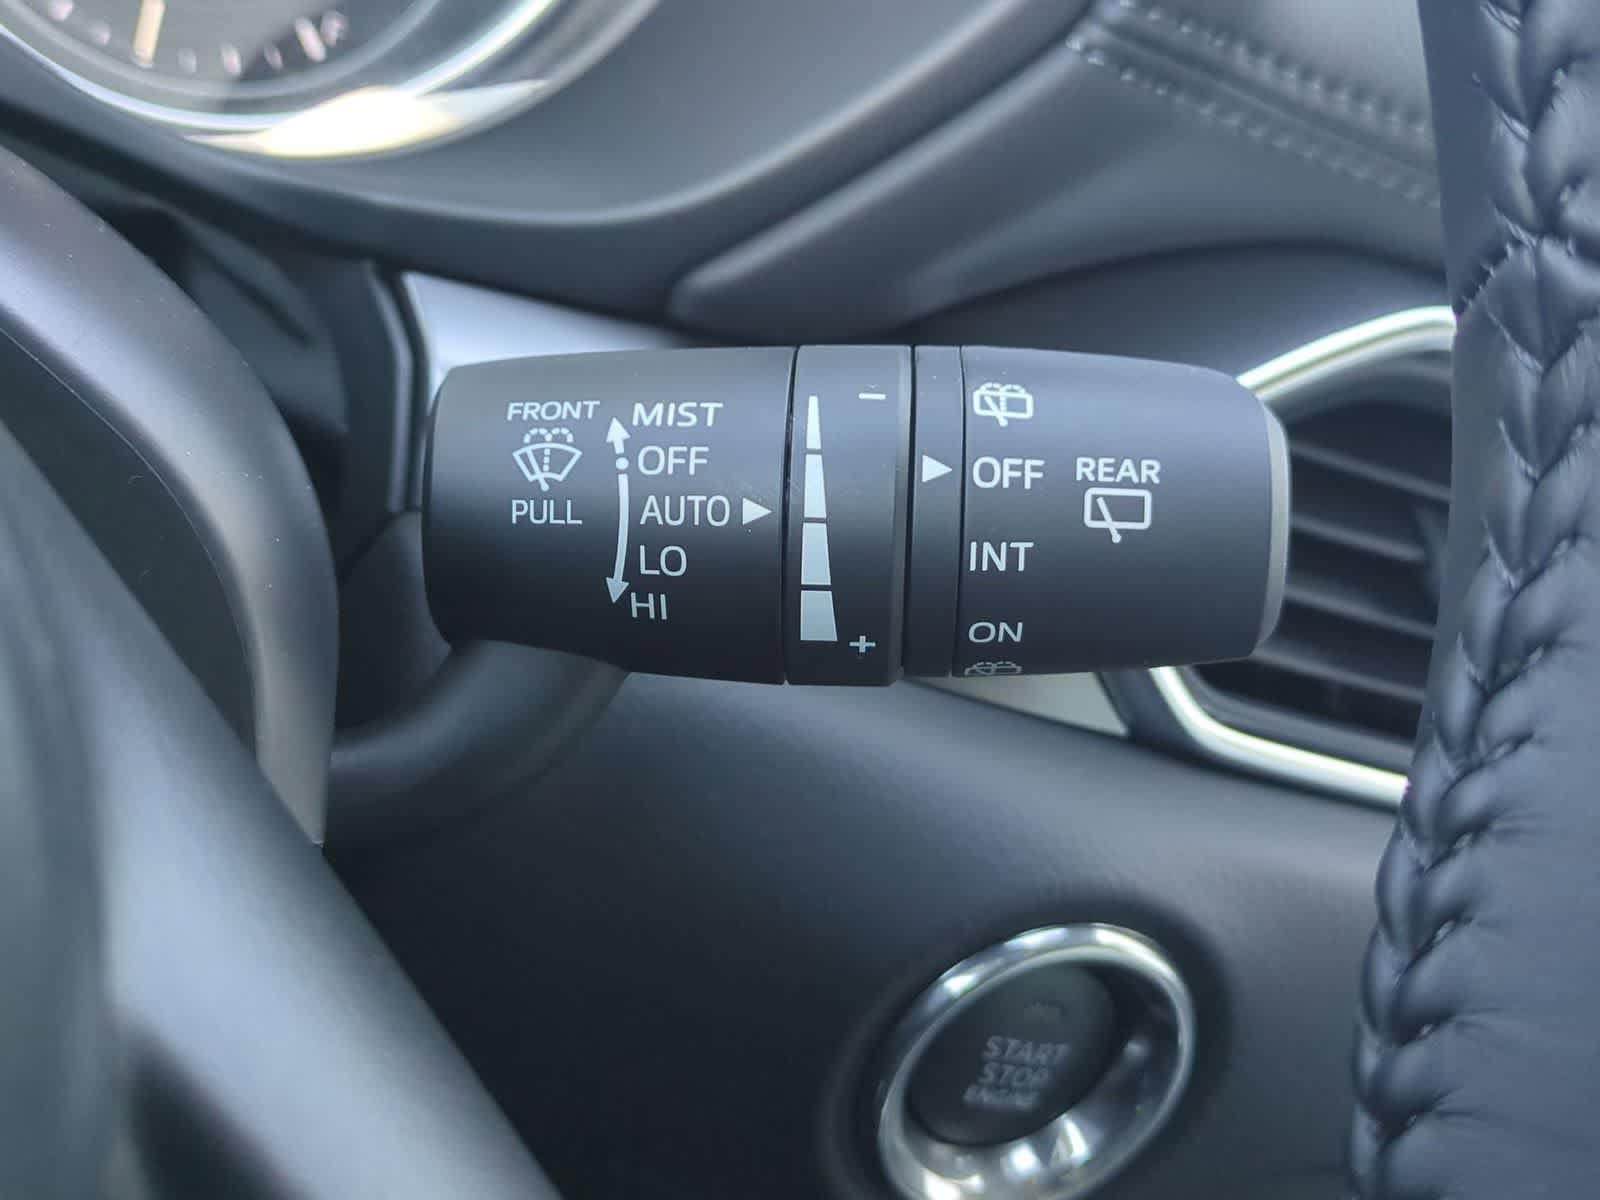 FRONT
PULL
MIST
OFF
AUTO
LO
HI
−
+
OFF
INT
ON
REAR
START
STOP
ENGINE